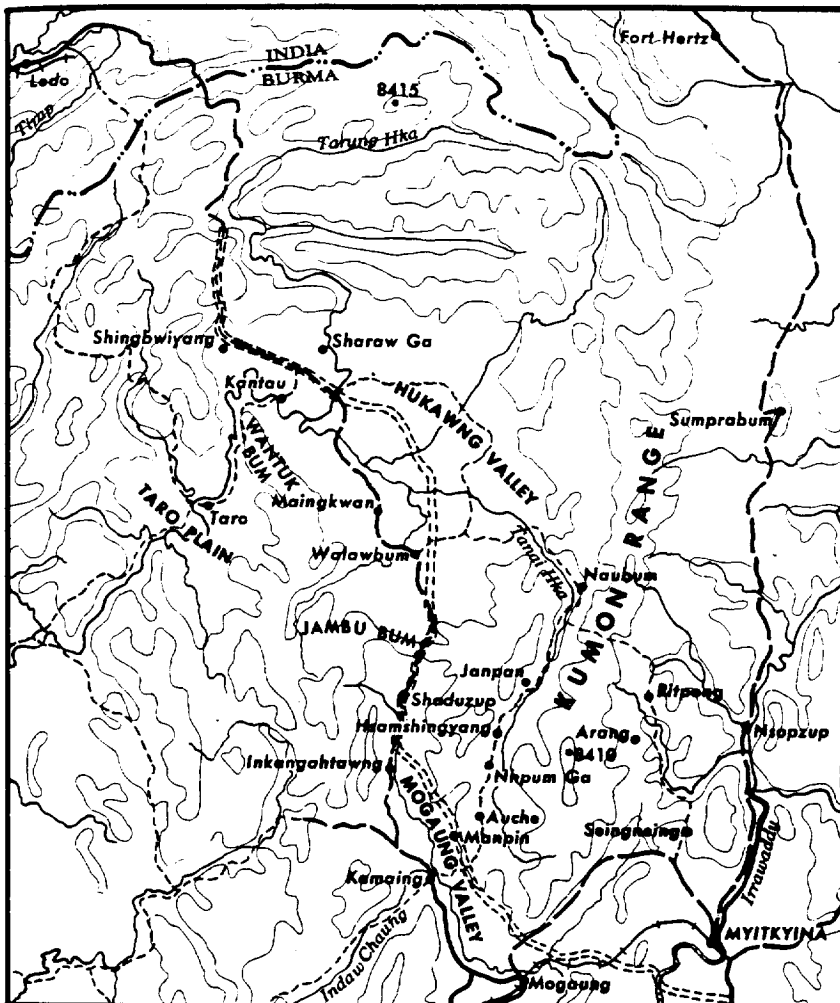 Fort Hertz
INDIA
BURMA
Ledo
8415
Tirap
Tarung Hka
Shingbwiyang
Sharaw Ga
Kantau
HUKAWNG VALLEY
Sumprabum
WANTUK BUM
KUMON RANGE
Maingkwan
Taro
TARO PLAIN
Walawbum
Tanai Hka
Naubum
JAMBU BUM
Janpan
Ritpong
Shaduzup
Hsamshingyang
Arang
Nsopzup
8410
Inkangahtawng
Nhpum Ga
MOGAUNG VALLEY
Auche
Manpin
Seingneing
Irrawaddy
Kamaing
MYITKYINA
Indaw Chaung
Mogaung